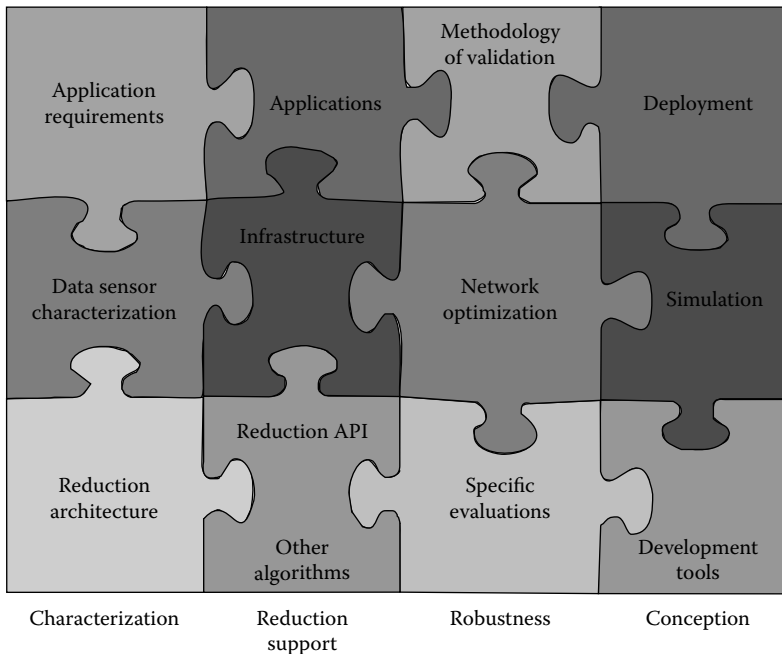 Application
requirements
Applications
Methodology
of validation
Deployment
Data sensor
characterization
Infrastructure
Network
optimization
Simulation
Reduction
architecture
Reduction API
Other
algorithms
Specific
evaluations
Development
tools
Characterization
Reduction
support
Robustness
Conception